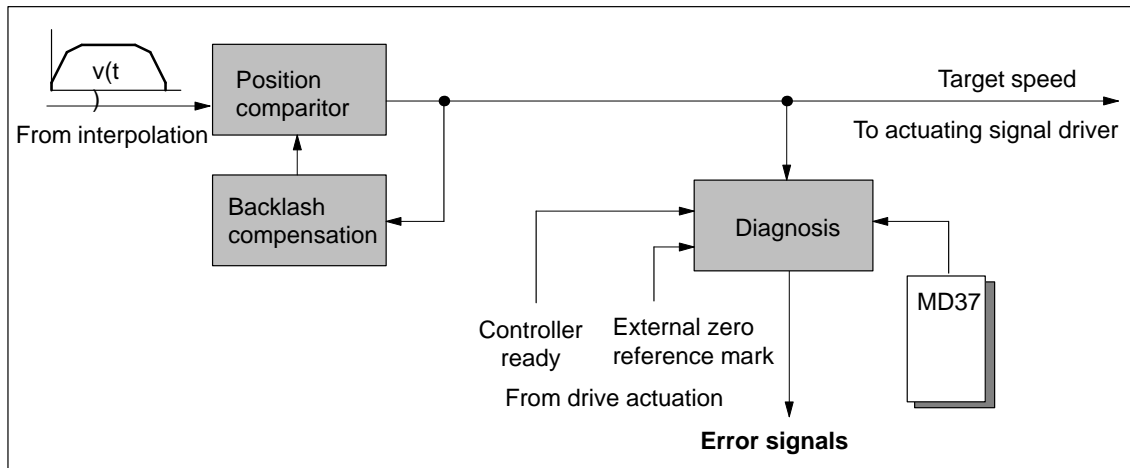 v(t
)
From interpolation
Position
comparitor
Target speed
To actuating signal driver
Backlash
compensation
Diagnosis
MD37
Controller
ready
External zero
reference mark
From drive actuation
Error signals